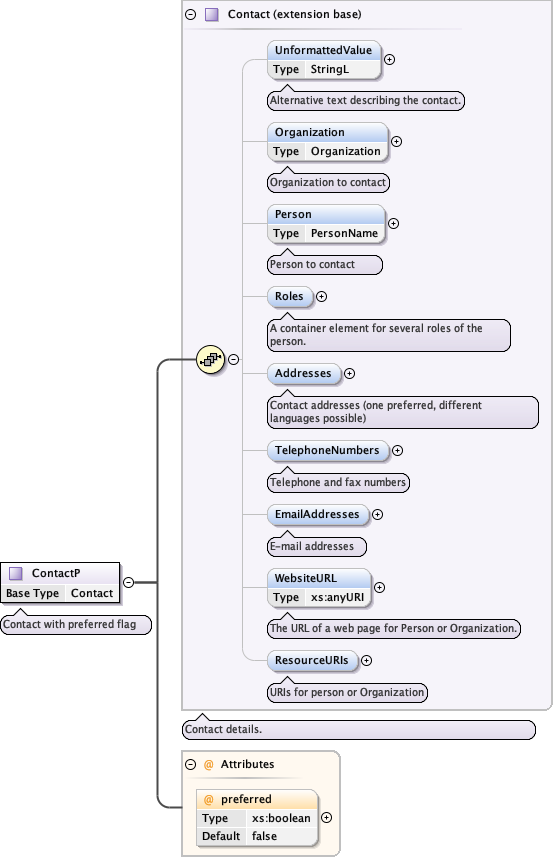 Contact (extension base)
UnformattedValue
Type StringL
Alternative text describing the contact.
Organization
Type Organization
Organization to contact
Person
Type PersonName
Person to contact
Roles
A container element for several roles of the
person.
Addresses
Contact addresses (one preferred, different
languages possible)
TelephoneNumbers
Telephone and fax numbers
EmailAddresses
E-mail addresses
WebsiteURL
Type xs:anyURI
The URL of a web page for Person or Organization.
ResourceURIs
URIs for person or Organization
Contact details.
ContactP
Base Type Contact
Contact with preferred flag
@ Attributes
@ preferred
Type xs:boolean
Default false